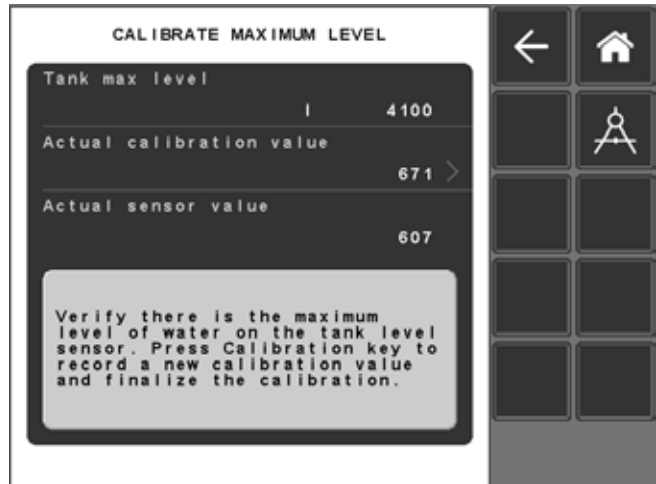 CALIBRATE MAXIMUM LEVEL
Tank max level
l 4100
Actual calibration value
671
Actual sensor value
607
Verify there is the maximum
level of water on the tank level
sensor. Press Calibration key to
record a new calibration value
and finalize the calibration.